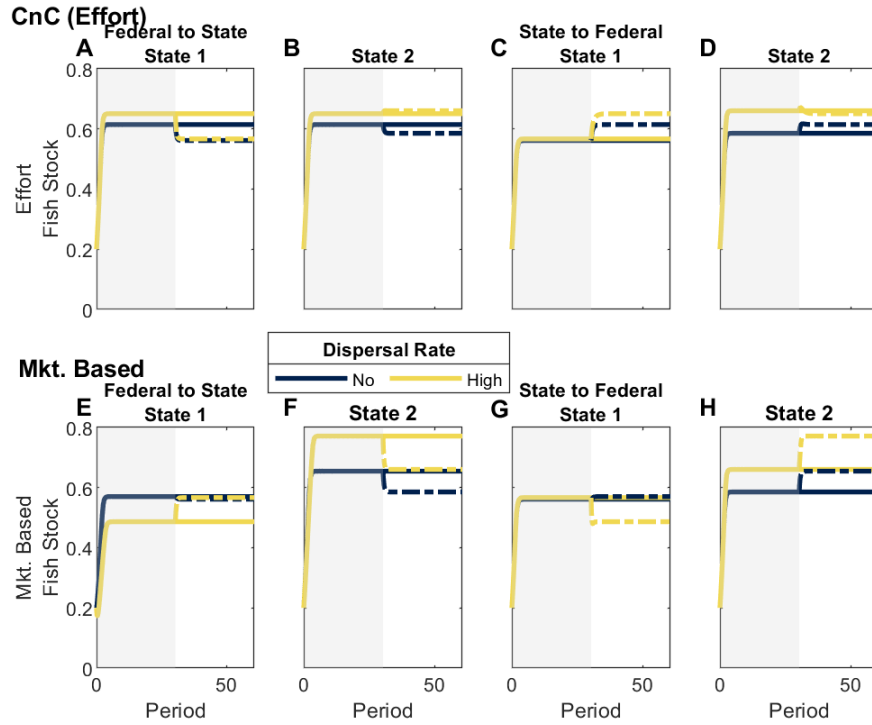 CnC (Effort)
Federal to State
State to Federal
A State 1
B State 2
C State 1
D State 2
Effort
Fish Stock
0.8
0.6
0.4
0.2
0
Dispersal Rate
No High
Mkt. Based
Federal to State
State to Federal
E State 1
F State 2
G State 1
H State 2
Mkt. Based
Fish Stock
0.8
0.6
0.4
0.2
0
0 50 0 50 0 50 0 50
Period Period Period Period